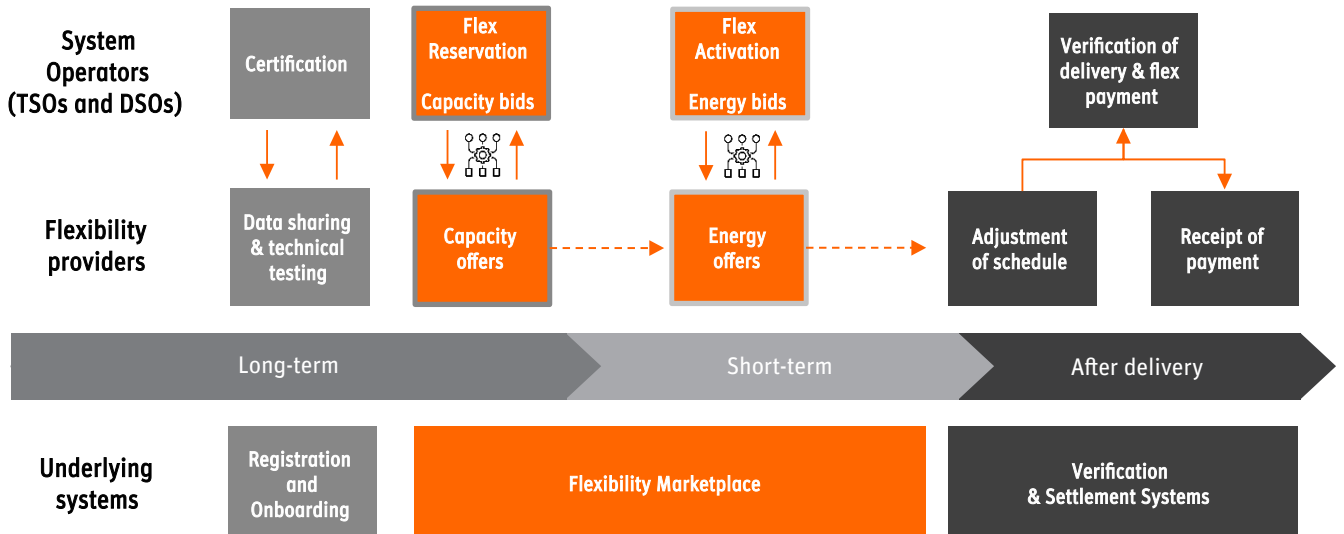 System
Operators
(TSOs and DSOs)
Certification
Flex
Reservation
Capacity bids
Flex
Activation
Energy bids
Verification of
delivery & flex
payment
Flexibility
providers
Data sharing
& technical
testing
Capacity
offers
Energy
offers
Adjustment
of schedule
Receipt of
payment
Long-term
Short-term
After delivery
Underlying
systems
Registration
and
Onboarding
Flexibility Marketplace
Verification
& Settlement Systems